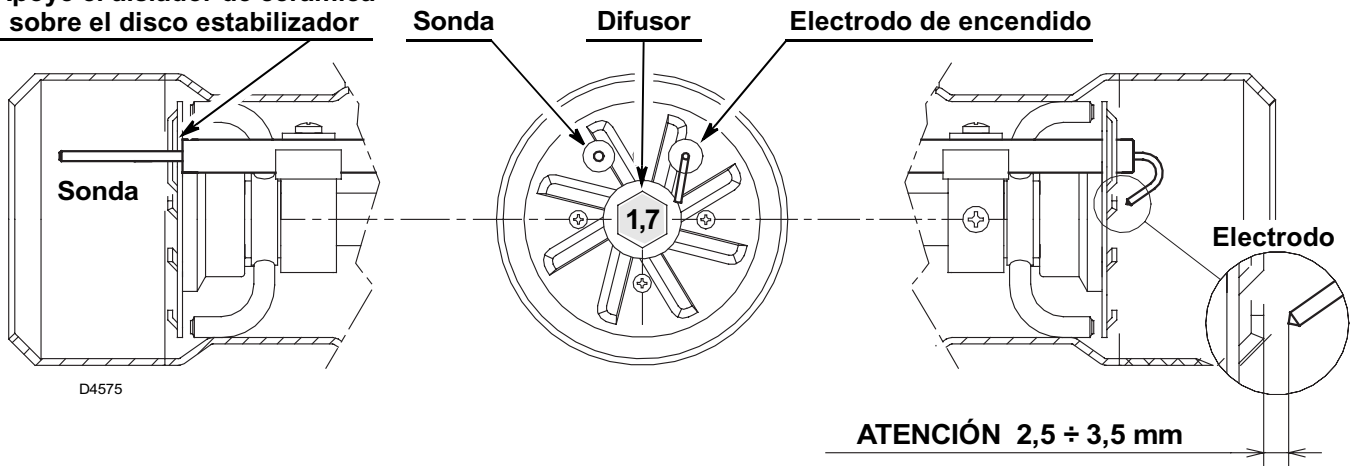 sobre el disco estabilizador
Sonda
Difusor
Electrodo de encendido
Sonda
1,7
Electrodo
D4575
ATENCIÓN 2,5 ÷ 3,5 mm